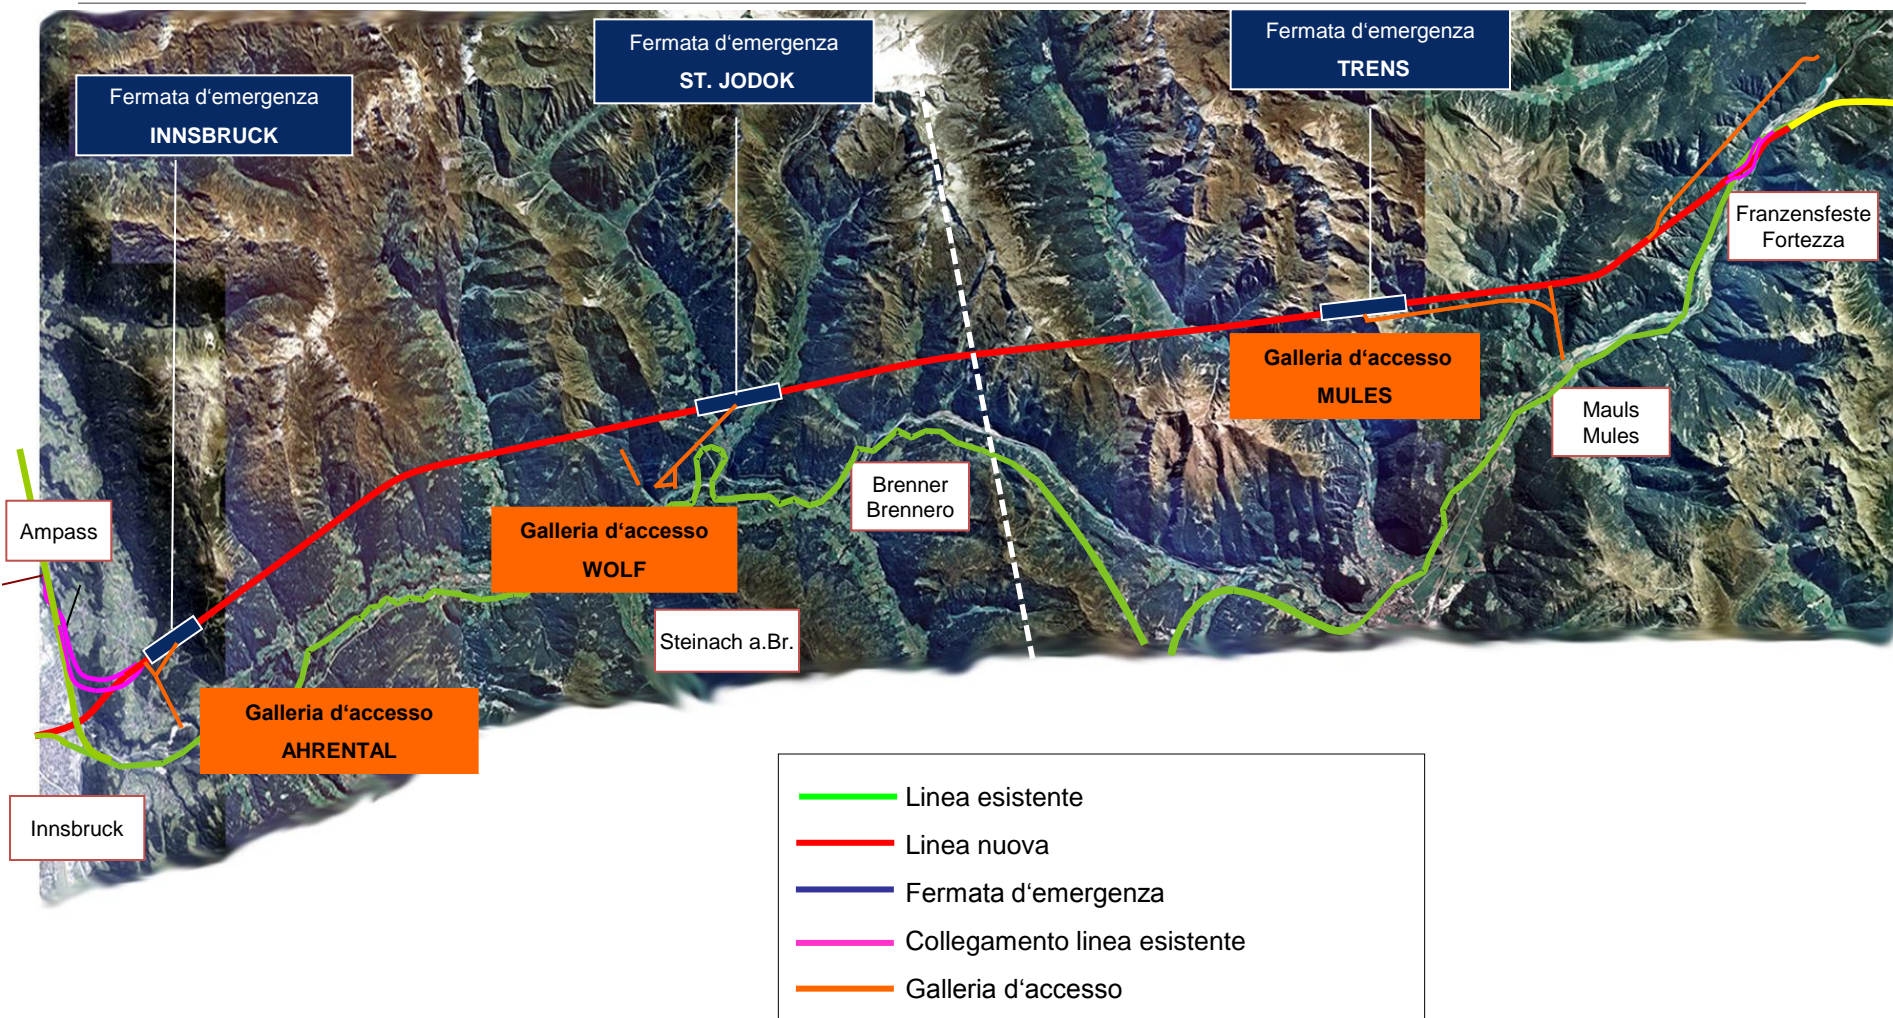 Fermata d‘emergenza
INNSBRUCK
Fermata d‘emergenza
ST. JODOK
Fermata d‘emergenza
TRENS
Franzensfeste
Fortezza
Galleria d‘accesso
MULES
Mauls
Mules
Brenner
Brennero
Ampass
Galleria d‘accesso
WOLF
Steinach a.Br.
Galleria d‘accesso
AHRENTAL
Innsbruck
Linea esistente
Linea nuova
Fermata d‘emergenza
Collegamento linea esistente
Galleria d‘accesso